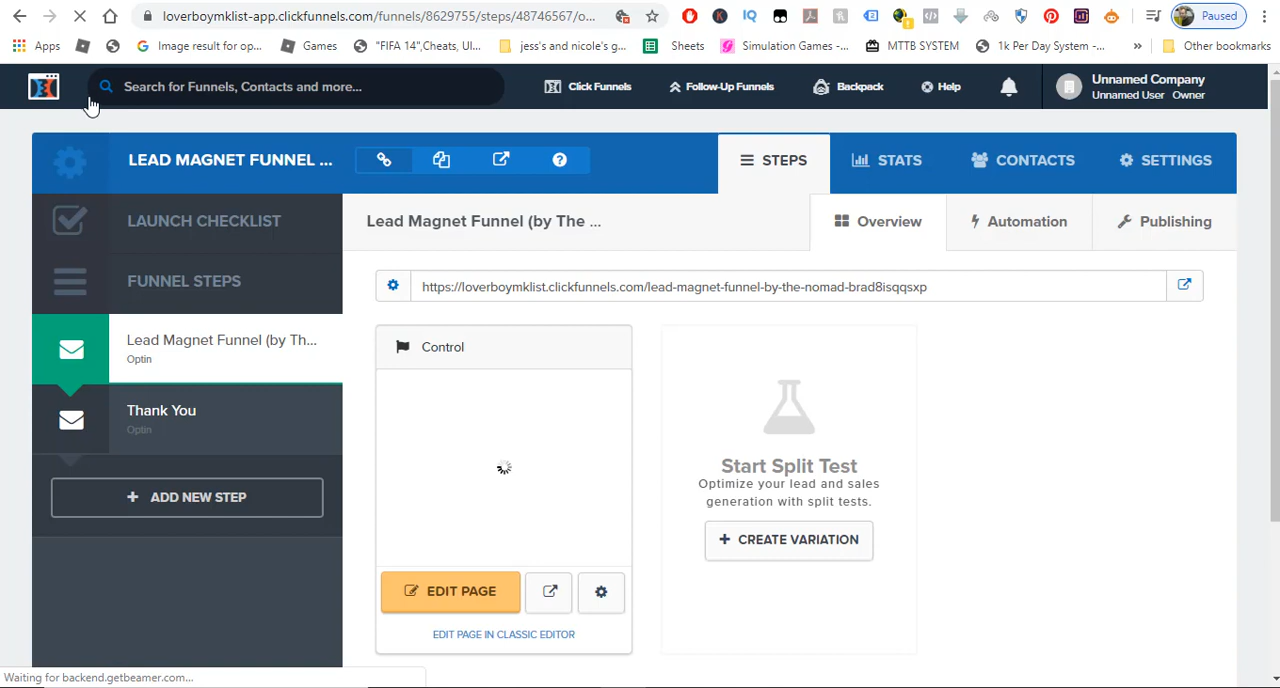 loverboymklist-app.clickfunnels.com/funnels/8629755/steps/48746567/o...
Paused
Apps
Image result for op...
Games
"FIFA 14",Cheats, Ul...
jess's and nicole's g...
Sheets
Simulation Games -...
MTTB SYSTEM
1k Per Day System -...
»
Other bookmarks
Search for Funnels, Contacts and more...
Click Funnels
Follow-Up Funnels
Backpack
Help
Unnamed Company
Unnamed User Owner
LEAD MAGNET FUNNEL ...
STEPS
STATS
CONTACTS
SETTINGS
LAUNCH CHECKLIST
Lead Magnet Funnel (by The ...
Overview
Automation
Publishing
FUNNEL STEPS
https://loverboymklist.clickfunnels.com/lead-magnet-funnel-by-the-nomad-brad8isqqsxp
Lead Magnet Funnel (by Th...
Optin
Control
Thank You
Optin
Start Split Test
Optimize your lead and sales
generation with split tests.
+ ADD NEW STEP
+ CREATE VARIATION
EDIT PAGE
EDIT PAGE IN CLASSIC EDITOR
Waiting for backend.getbeamer.com...